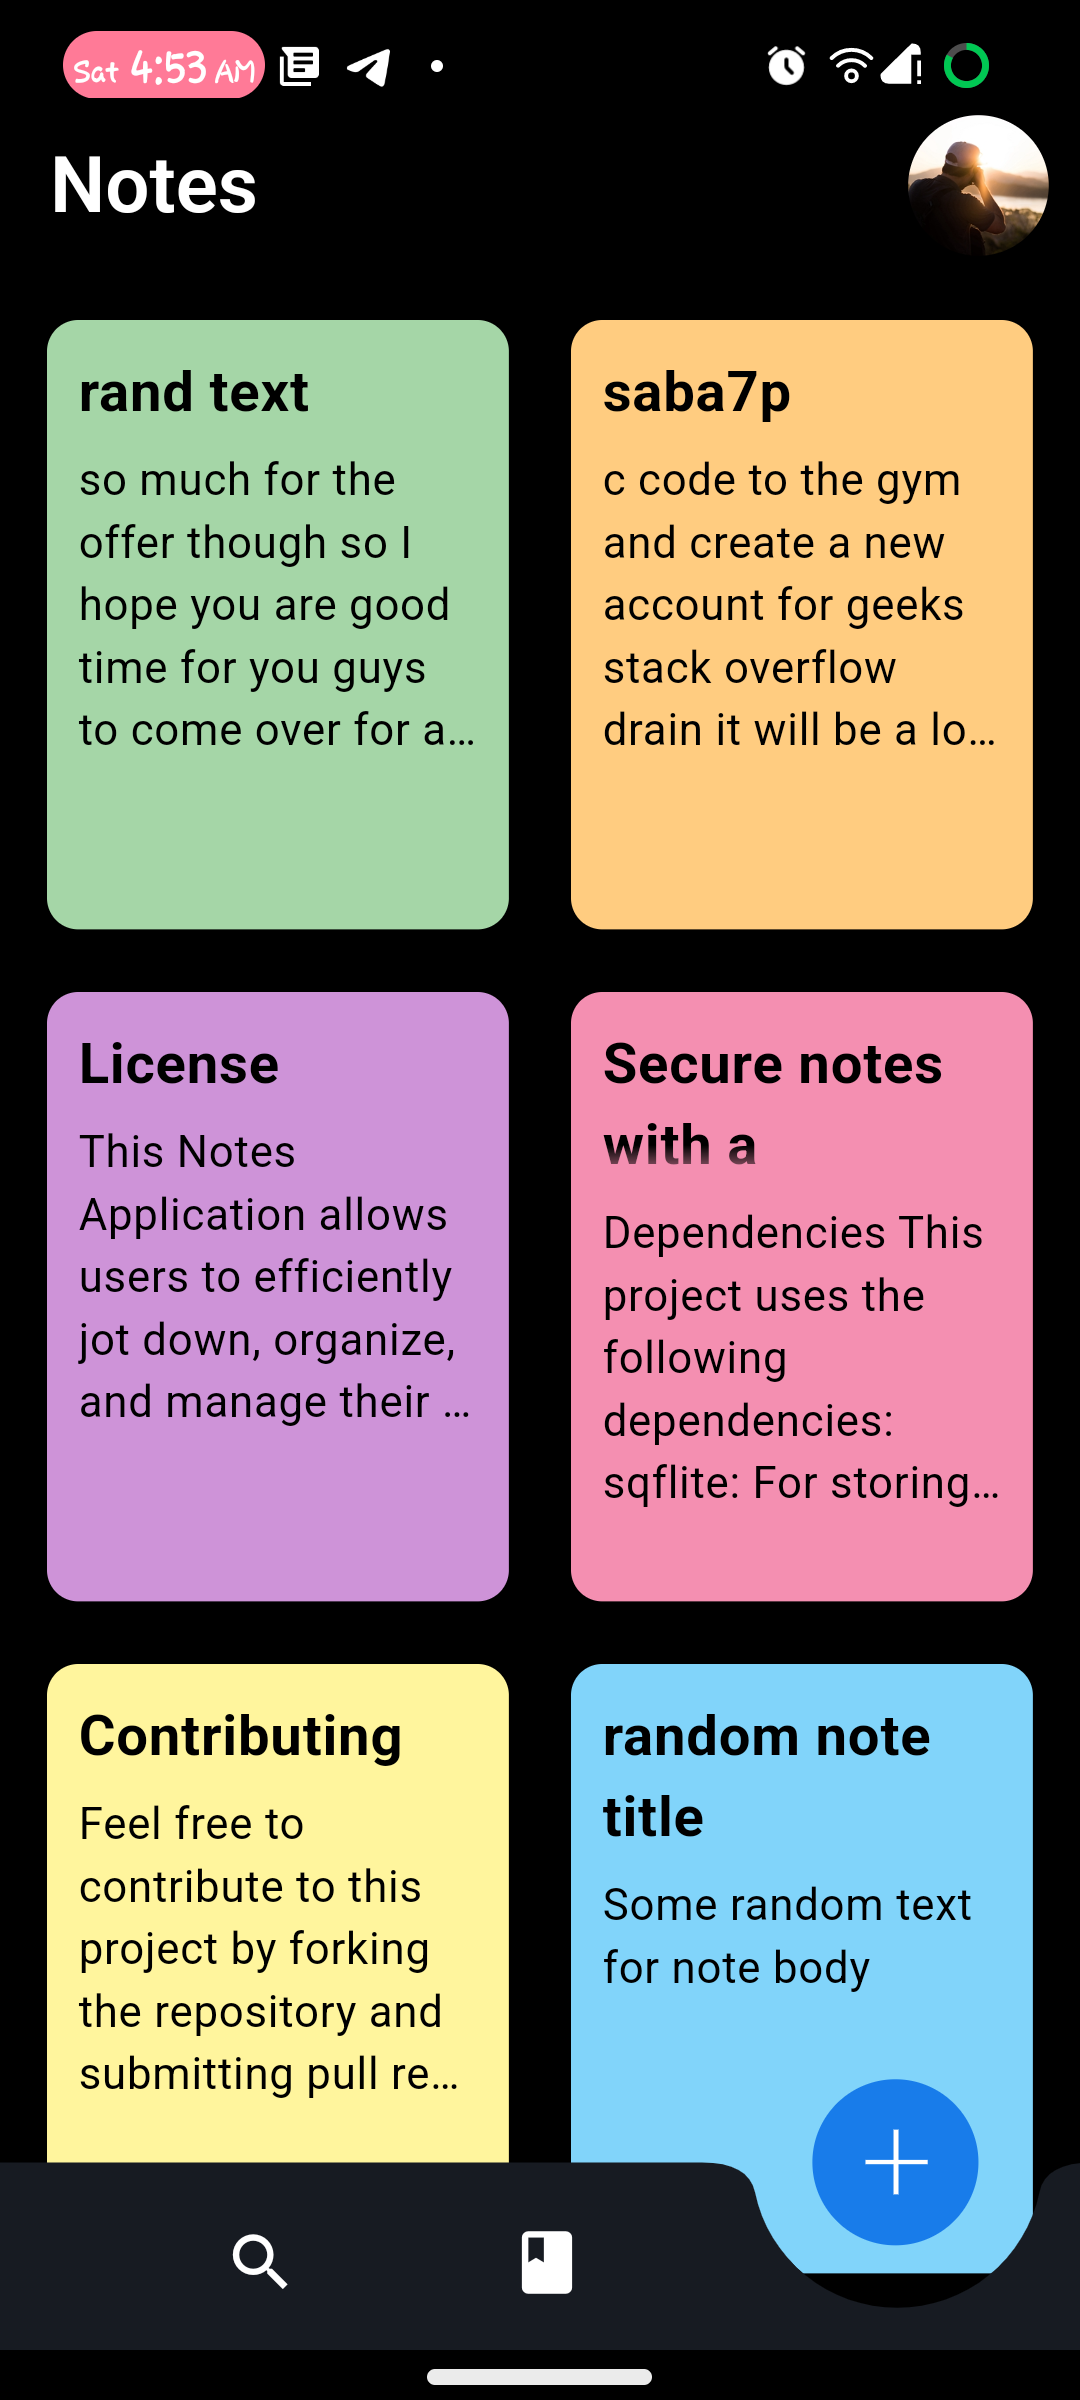 Sat 4:53 AM
Notes
rand text
so much for the
offer though so I
hope you are good
time for you guys
to come over for a…
saba7p
c code to the gym
and create a new
account for geeks
stack overflow
drain it will be a lo…
License
This Notes
Application allows
users to efficiently
jot down, organize,
and manage their …
Secure notes
with a
Dependencies This
project uses the
following
dependencies:
sqflite: For storing…
Contributing
Feel free to
contribute to this
project by forking
the repository and
submitting pull re…
random note
title
Some random text
for note body